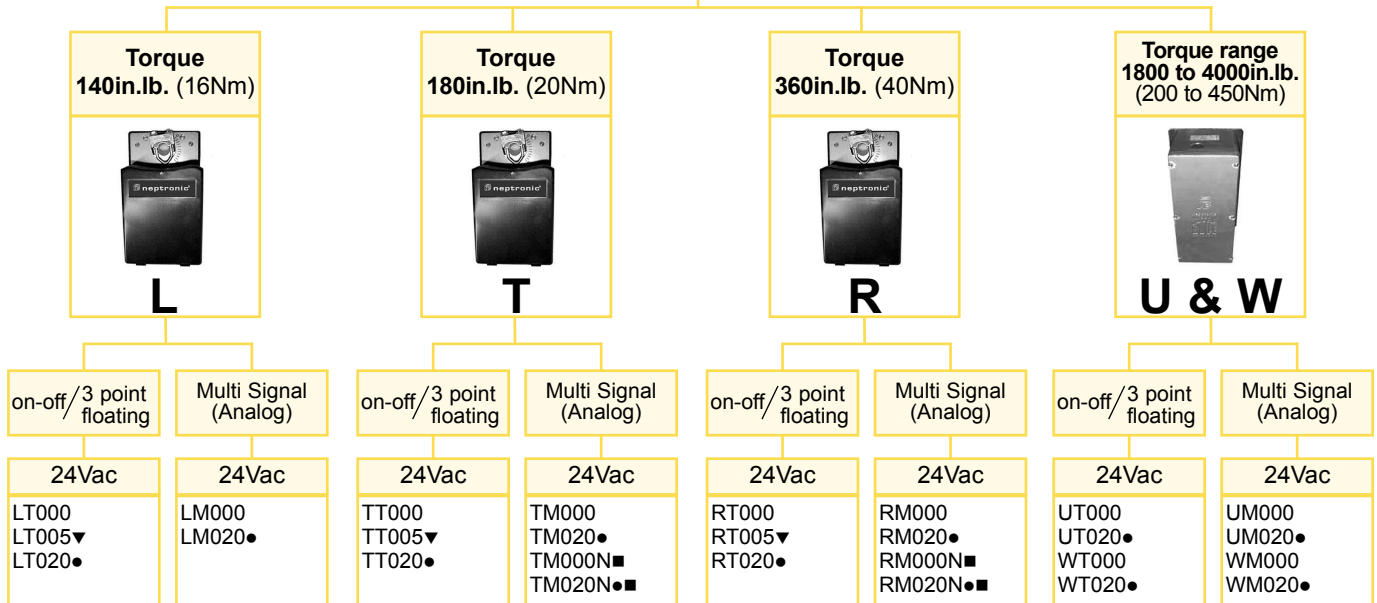 Torque
140in.lb. (16Nm)
neptronic
L
on-off/3 point
floating
24Vac
LT000
LT005▼
LT020●
Multi Signal
(Analog)
24Vac
LM000
LM020●
Torque
180in.lb. (20Nm)
neptronic
T
on-off/3 point
floating
24Vac
TT000
TT005▼
TT020●
Multi Signal
(Analog)
24Vac
TM000
TM020●
TM000N■
TM020N●■
Torque
360in.lb. (40Nm)
neptronic
R
on-off/3 point
floating
24Vac
RT000
RT005▼
RT020●
Multi Signal
(Analog)
24Vac
RM000
RM020●
RM000N■
RM020N●■
Torque range
1800 to 4000in.lb.
(200 to 450Nm)
U & W
on-off/3 point
floating
24Vac
UT000
UT020●
WT000
WT020●
Multi Signal
(Analog)
24Vac
UM000
UM020●
WM000
WM020●